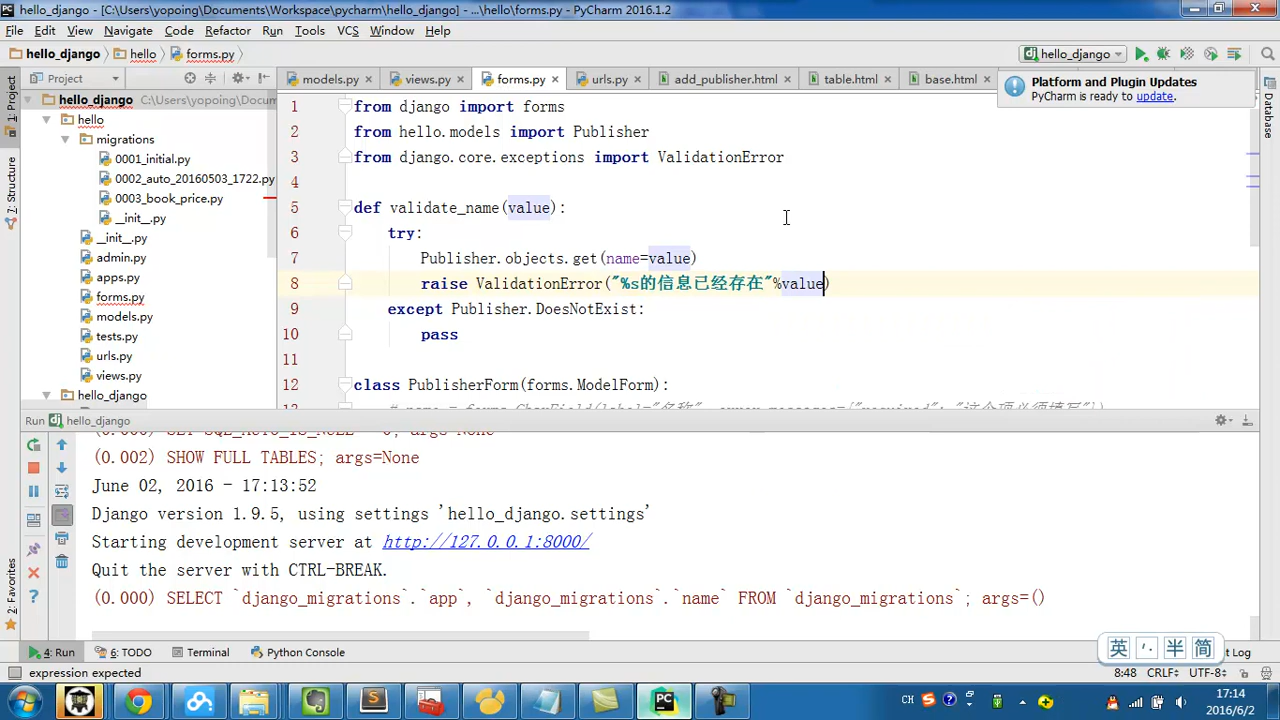 hello_django - [C:\Users\yopoing\Documents\Workspace\pycharm\hello_django] - ...\hello\forms.py - PyCharm 2016.1.2
File Edit View Navigate Code Refactor Run Tools VCS Window Help
hello_django hello forms.py hello_django
Project models.py views.py forms.py urls.py add_publisher.html table.html base.html
Platform and Plugin Updates
PyCharm is ready to update.
1: Project
7: Structure
2: Favorites
Database
hello_django C:\Users\yopoing\Docum
hello
migrations
0001_initial.py
0002_auto_20160503_1722.py
0003_book_price.py
__init__.py
__init__.py
admin.py
apps.py
forms.py
models.py
tests.py
urls.py
views.py
hello_django
1 from django import forms
2 from hello.models import Publisher
3 from django.core.exceptions import ValidationError
4
5 def validate_name(value):
6 try:
7 Publisher.objects.get(name=value)
8 raise ValidationError("%s的信息已经存在"%value)
9 except Publisher.DoesNotExist:
10 pass
11
12 class PublisherForm(forms.ModelForm):
Run hello_django
(0.002) SHOW FULL TABLES; args=None
June 02, 2016 - 17:13:52
Django version 1.9.5, using settings 'hello_django.settings'
Starting development server at http://127.0.0.1:8000/
Quit the server with CTRL-BREAK.
(0.000) SELECT `django_migrations`.`app`, `django_migrations`.`name` FROM `django_migrations`; args=()
4: Run 6: TODO Terminal Python Console t Log
英 半 简
expression expected 8:48 CRLF UTF-8
CH 17:14
2016/6/2